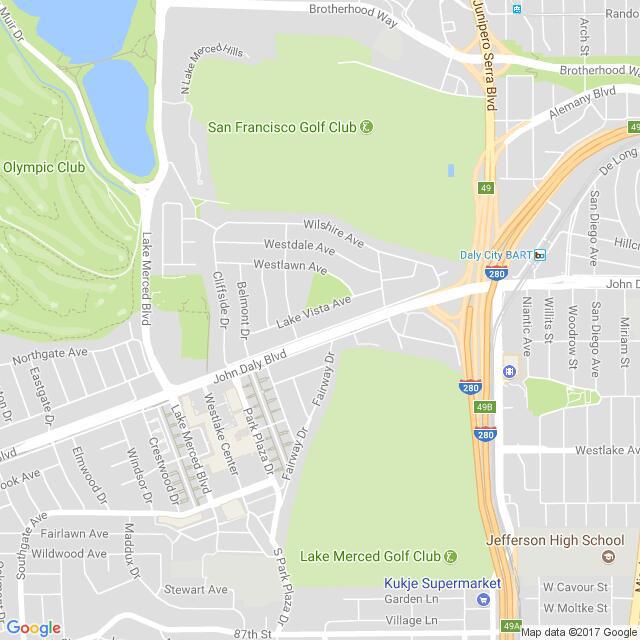 Brotherhood Way
Muir Dr
Junipero Serra Blvd
Arch St
Rando
N Lake Merced Hills
Brotherhood W
Alemany Blvd
San Francisco Golf Club
49
De Long
Olympic Club
49
San Diego Ave
Wilshire Ave
Westdale Ave
Westlawn Ave
Daly City BART
280
Hillc
Lake Merced Blvd
Cliffside Dr
Belmont Dr
John D
Lake Vista Ave
Niantic Ave
Willits St
Woodrow St
San Diego Ave
Miriam St
Northgate Ave
John Daly Blvd
Fairway Dr
Eastgate Dr
280
49B
280
Lake Merced Blvd
Westlake Center
Park Plaza Dr
Fairway Dr
Blvd
Crestwood Dr
Windsor Dr
Elmwood Dr
Westlake Av
ook Ave
Southgate Ave
Fairlawn Ave
Maddux Dr
Wildwood Ave
Lake Merced Golf Club
Jefferson High School
Stewart Ave
S Park Plaza Dr
Kukje Supermarket
Garden Ln
W Cavour St
W Moltke St
Village Ln
49A
87th St
Google
Map data ©2017 Google